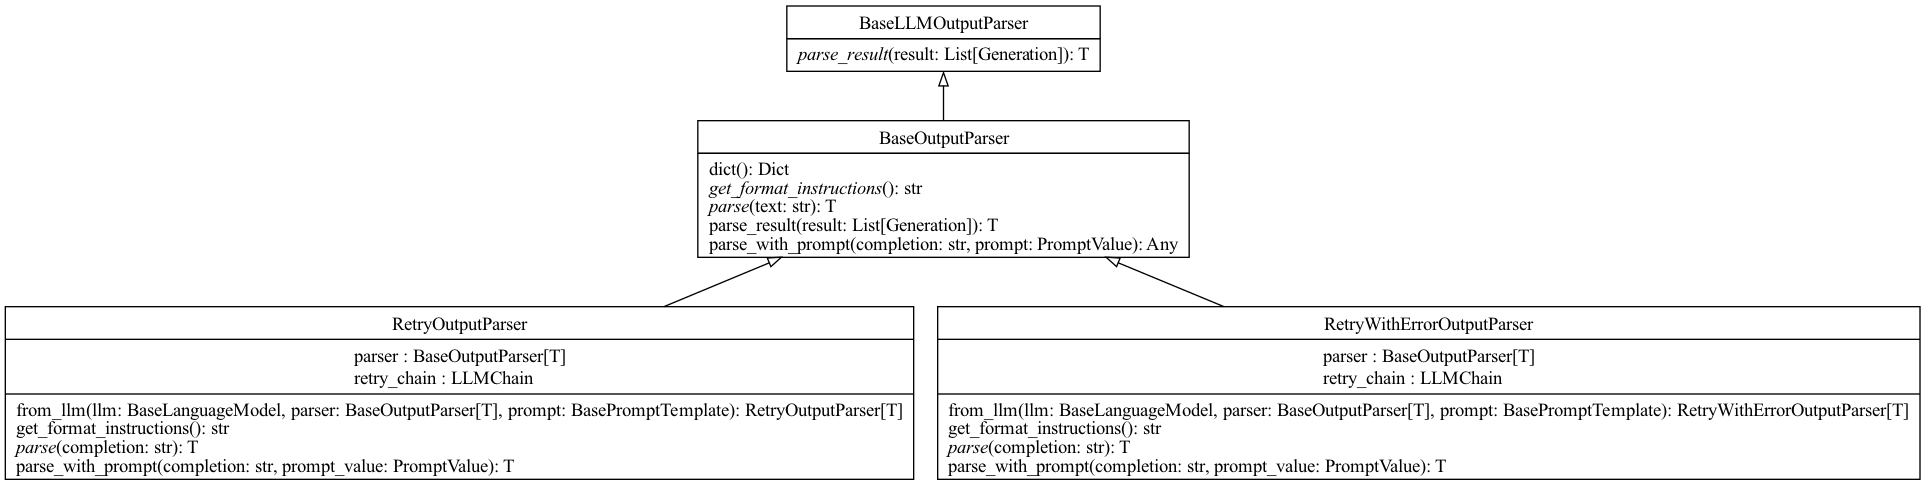 BaseLLMOutputParser
parse_result(result: List[Generation]): T
BaseOutputParser
dict(): Dict
get_format_instructions(): str
parse(text: str): T
parse_result(result: List[Generation]): T
parse_with_prompt(completion: str, prompt: PromptValue): Any
RetryOutputParser
parser : BaseOutputParser[T]
retry_chain : LLMChain
from_llm(llm: BaseLanguageModel, parser: BaseOutputParser[T], prompt: BasePromptTemplate): RetryOutputParser[T]
get_format_instructions(): str
parse(completion: str): T
parse_with_prompt(completion: str, prompt_value: PromptValue): T
RetryWithErrorOutputParser
parser : BaseOutputParser[T]
retry_chain : LLMChain
from_llm(llm: BaseLanguageModel, parser: BaseOutputParser[T], prompt: BasePromptTemplate): RetryWithErrorOutputParser[T]
get_format_instructions(): str
parse(completion: str): T
parse_with_prompt(completion: str, prompt_value: PromptValue): T